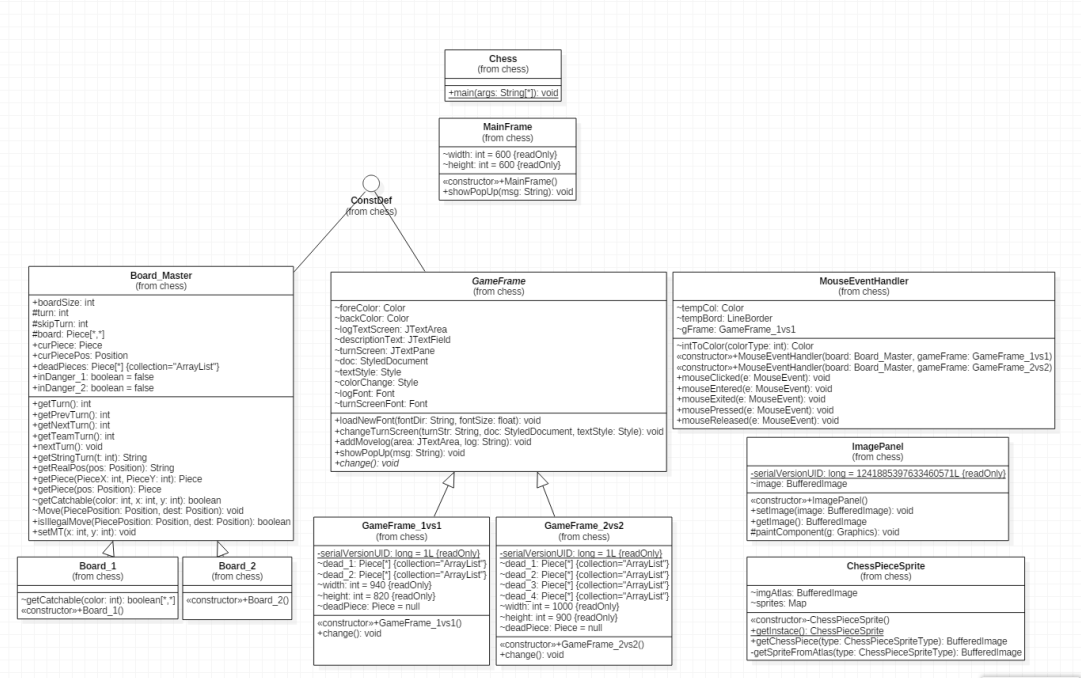 Chess
(from chess)
+main(args: String[*]): void
MainFrame
(from chess)
~width: int = 600 {readOnly}
~height: int = 600 {readOnly}
«constructor»+MainFrame()
+showPopUp(msg: String): void
ConstDef
(from chess)
Board_Master
(from chess)
+boardSize: int
#turn: int
#skipTurn: int
#board: Piece[*,*]
+curPiece: Piece
+curPiecePos: Position
+deadPieces: Piece[*] {collection="ArrayList"}
+inDanger_1: boolean = false
+inDanger_2: boolean = false
+getTurn(): int
+getPrevTurn(): int
+getNextTurn(): int
+getTeamTurn(): int
+nextTurn(): void
+getStringTurn(t: int): String
+getRealPos(pos: Position): String
+getPiece(PieceX: int, PieceY: int): Piece
+getPiece(pos: Position): Piece
~getCatchable(color: int, x: int, y: int): boolean
~Move(PiecePosition: Position, dest: Position): void
+isIllegalMove(PiecePosition: Position, dest: Position): boolean
+setMT(x: int, y: int): void
GameFrame
(from chess)
~foreColor: Color
~backColor: Color
~logTextScreen: JTextArea
~descriptionText: JTextField
~turnScreen: JTextPane
~doc: StyledDocument
~textStyle: Style
~colorChange: Style
~logFont: Font
~turnScreenFont: Font
+loadNewFont(fontDir: String, fontSize: float): void
+changeTurnScreen(turnStr: String, doc: StyledDocument, textStyle: Style): void
+addMovelog(area: JTextArea, log: String): void
+showPopUp(msg: String): void
+change(): void
MouseEventHandler
(from chess)
~tempCol: Color
~tempBord: LineBorder
~gFrame: GameFrame_1vs1
~intToColor(colorType: int): Color
«constructor»+MouseEventHandler(board: Board_Master, gameFrame: GameFrame_1vs1)
«constructor»+MouseEventHandler(board: Board_Master, gameFrame: GameFrame_2vs2)
+mouseClicked(e: MouseEvent): void
+mouseEntered(e: MouseEvent): void
+mouseExited(e: MouseEvent): void
+mousePressed(e: MouseEvent): void
+mouseReleased(e: MouseEvent): void
ImagePanel
(from chess)
-serialVersionUID: long = 1241885397633460571L {readOnly}
~image: BufferedImage
«constructor»+ImagePanel()
+setImage(image: BufferedImage): void
+getImage(): BufferedImage
#paintComponent(g: Graphics): void
Board_1
(from chess)
~getCatchable(color: int): boolean[*,*]
«constructor»+Board_1()
Board_2
(from chess)
«constructor»+Board_2()
GameFrame_1vs1
(from chess)
-serialVersionUID: long = 1L {readOnly}
~dead_1: Piece[*] {collection="ArrayList"}
~dead_2: Piece[*] {collection="ArrayList"}
~width: int = 940 {readOnly}
~height: int = 820 {readOnly}
~deadPiece: Piece = null
«constructor»+GameFrame_1vs1()
+change(): void
GameFrame_2vs2
(from chess)
-serialVersionUID: long = 1L {readOnly}
~dead_1: Piece[*] {collection="ArrayList"}
~dead_2: Piece[*] {collection="ArrayList"}
~dead_3: Piece[*] {collection="ArrayList"}
~dead_4: Piece[*] {collection="ArrayList"}
~width: int = 1000 {readOnly}
~height: int = 900 {readOnly}
~deadPiece: Piece = null
«constructor»+GameFrame_2vs2()
+change(): void
ChessPieceSprite
(from chess)
~imgAtlas: BufferedImage
~sprites: Map
«constructor»-ChessPieceSprite()
+getInstace(): ChessPieceSprite
+getChessPiece(type: ChessPieceSpriteType): BufferedImage
-getSpriteFromAtlas(type: ChessPieceSpriteType): BufferedImage